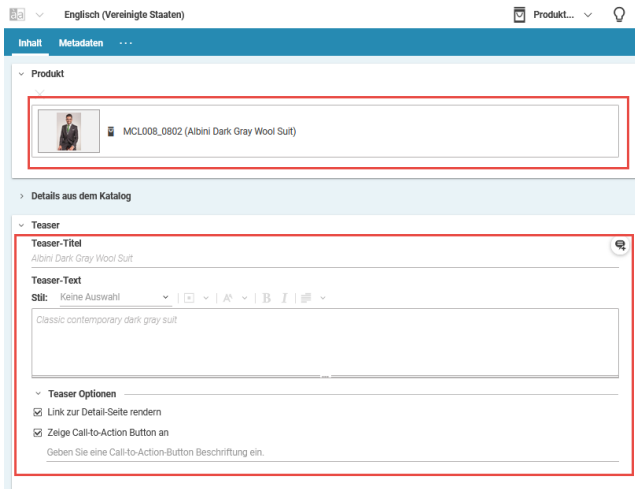 Englisch (Vereinigte Staaten)
Produkt...
Inhalt Metadaten ...
Produkt
MCL008_0802 (Albini Dark Gray Wool Suit)
Details aus dem Katalog
Teaser
Teaser-Titel
Albini Dark Gray Wool Suit
Teaser-Text
Stil: Keine Auswahl B I
Classic contemporary dark gray suit
Teaser Optionen
Link zur Detail-Seite rendern
Zeige Call-to-Action Button an
Geben Sie eine Call-to-Action-Button Beschriftung ein.